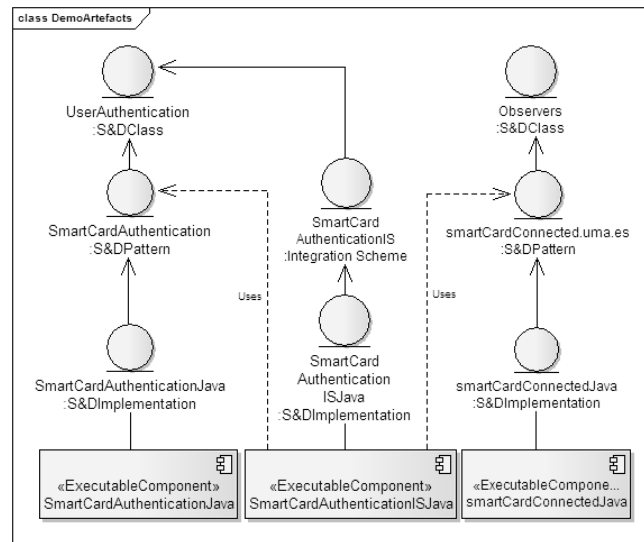 class DemoArtefacts
UserAuthentication
:S&DClass
Observers
:S&DClass
SmartCardAuthentication
:S&DPattern
SmartCard
AuthenticationIS
:Integration Scheme
smartCardConnected.uma.es
:S&DPattern
Uses
Uses
SmartCardAuthenticationJava
:S&DImplementation
SmartCard
Authentication
ISJava
:S&DImplementation
smartCardConnectedJava
:S&DImplementation
«ExecutableComponent»
SmartCardAuthenticationJava
«ExecutableComponent»
SmartCardAuthenticationISJava
«ExecutableCompone...
smartCardConnectedJava